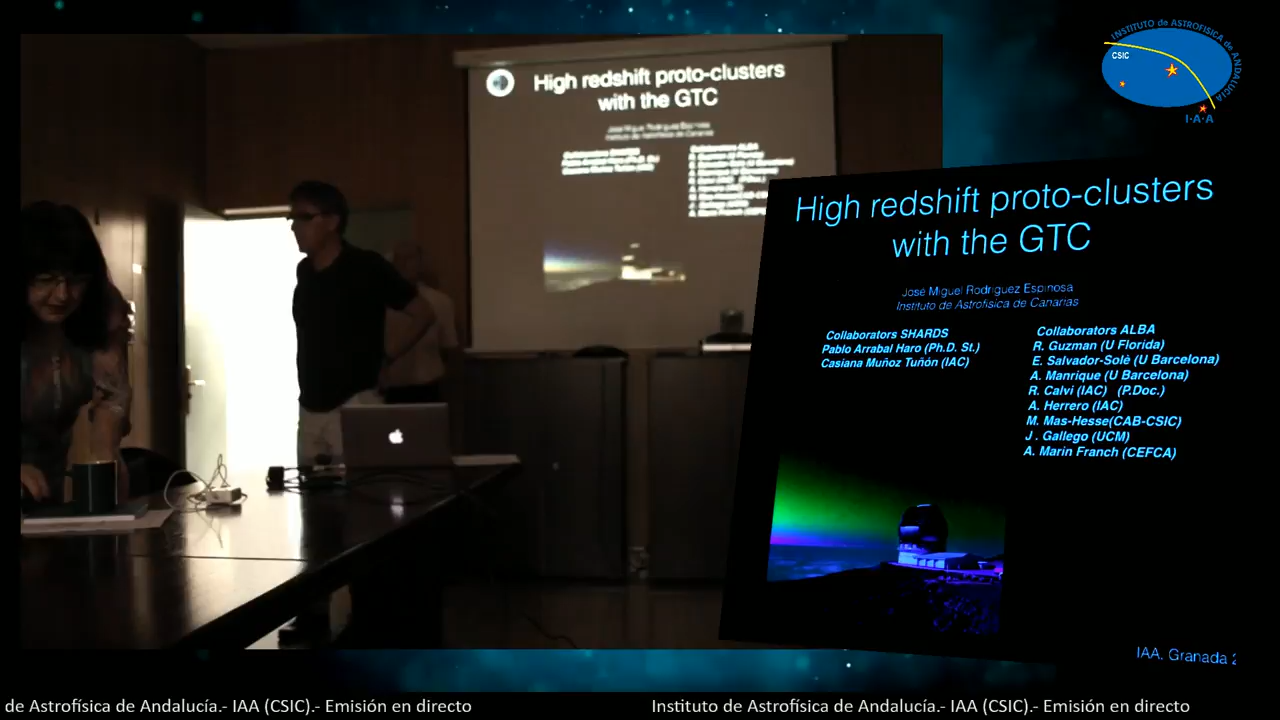 INSTITUTO de ASTROFISICA de ANDALUCIA
CSIC
I·A·A
High redshift proto-clusters
with the GTC
High redshift proto-clusters
with the GTC
José Miguel Rodríguez Espinosa
Instituto de Astrofísica de Canarias
Collaborators SHARDS
Pablo Arrabal Haro (Ph.D. St.)
Casiana Muñoz Tuñón (IAC)
Collaborators ALBA
R. Guzman (U Florida)
E. Salvador-Solè (U Barcelona)
A. Manrique (U Barcelona)
R. Calvi (IAC) (P.Doc.)
A. Herrero (IAC)
M. Mas-Hesse(CAB-CSIC)
J . Gallego (UCM)
A. Marín Franch (CEFCA)
IAA. Granada
de Astrofísica de Andalucía.- IAA (CSIC).- Emisión en directo
Instituto de Astrofísica de Andalucía.- IAA (CSIC).- Emisión en directo